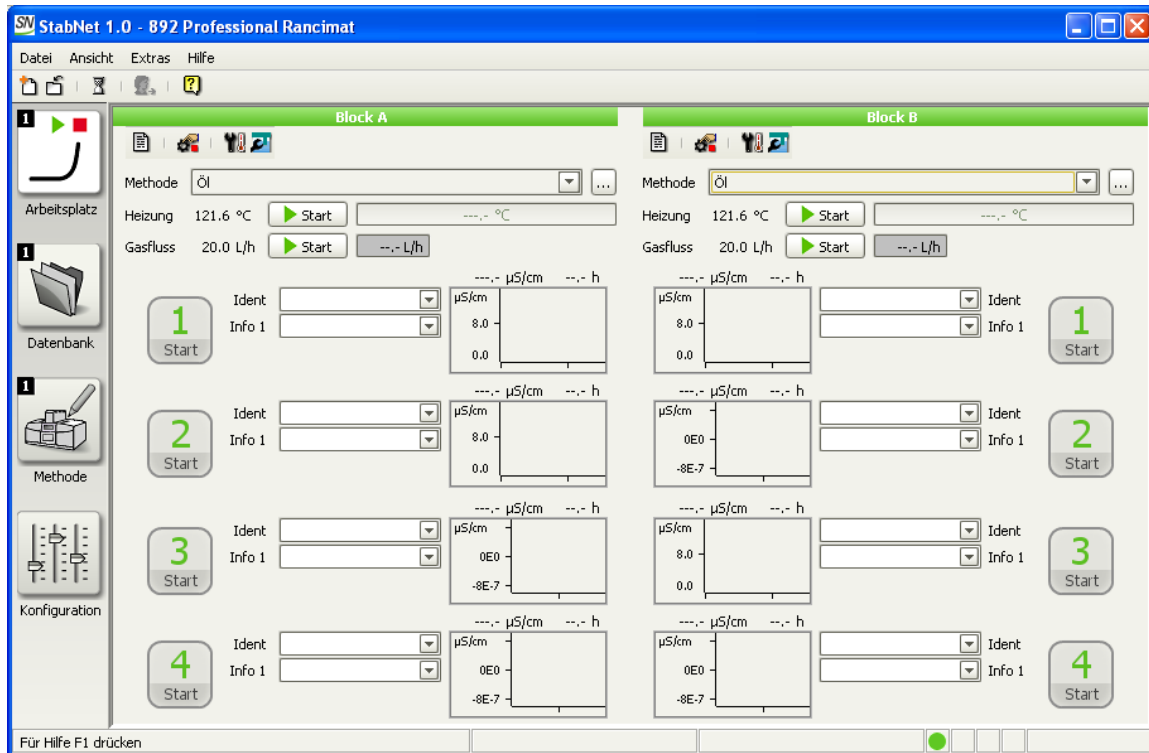 SN StabNet 1.0 - 892 Professional Rancimat
Datei Ansicht Extras Hilfe
1
Arbeitsplatz
1
Datenbank
1
Methode
Konfiguration
Block A
Methode Öl ...
Heizung 121.6 °C Start ---.- °C
Gasfluss 20.0 L/h Start --.- L/h
---.- µS/cm --.- h
1 Start Ident µS/cm
Info 1 8.0
0.0
---.- µS/cm --.- h
2 Start Ident µS/cm
Info 1 8.0
0.0
---.- µS/cm --.- h
3 Start Ident µS/cm
Info 1 0E0
-8E-7
---.- µS/cm --.- h
4 Start Ident µS/cm
Info 1 0E0
-8E-7
Block B
Methode Öl ...
Heizung 121.6 °C Start ---.- °C
Gasfluss 20.0 L/h Start --.- L/h
---.- µS/cm --.- h
µS/cm Ident 1 Start
8.0 Info 1
0.0
---.- µS/cm --.- h
µS/cm Ident 2 Start
0E0 Info 1
-8E-7
---.- µS/cm --.- h
µS/cm Ident 3 Start
8.0 Info 1
0.0
---.- µS/cm --.- h
µS/cm Ident 4 Start
0E0 Info 1
-8E-7
Für Hilfe F1 drücken